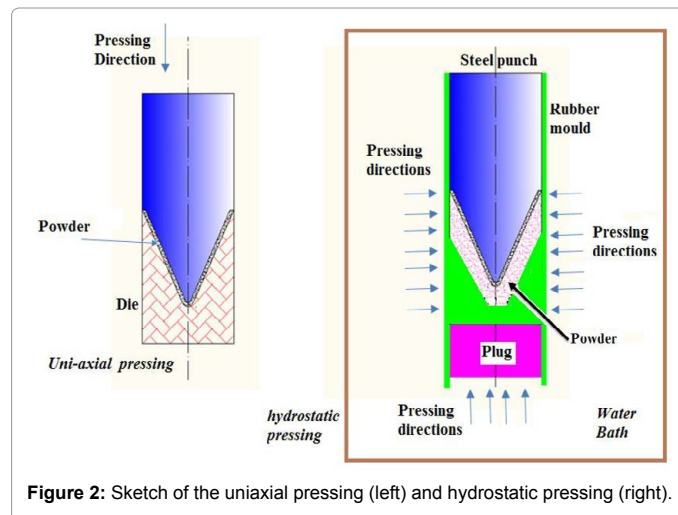 Pressing
Direction
Powder
Die
Uni-axial pressing
Steel punch
Rubber
mould
Pressing
directions
Pressing
directions
Powder
Plug
hydrostatic
pressing
Pressing
directions
Water
Bath
Figure 2: Sketch of the uniaxial pressing (left) and hydrostatic pressing (right).